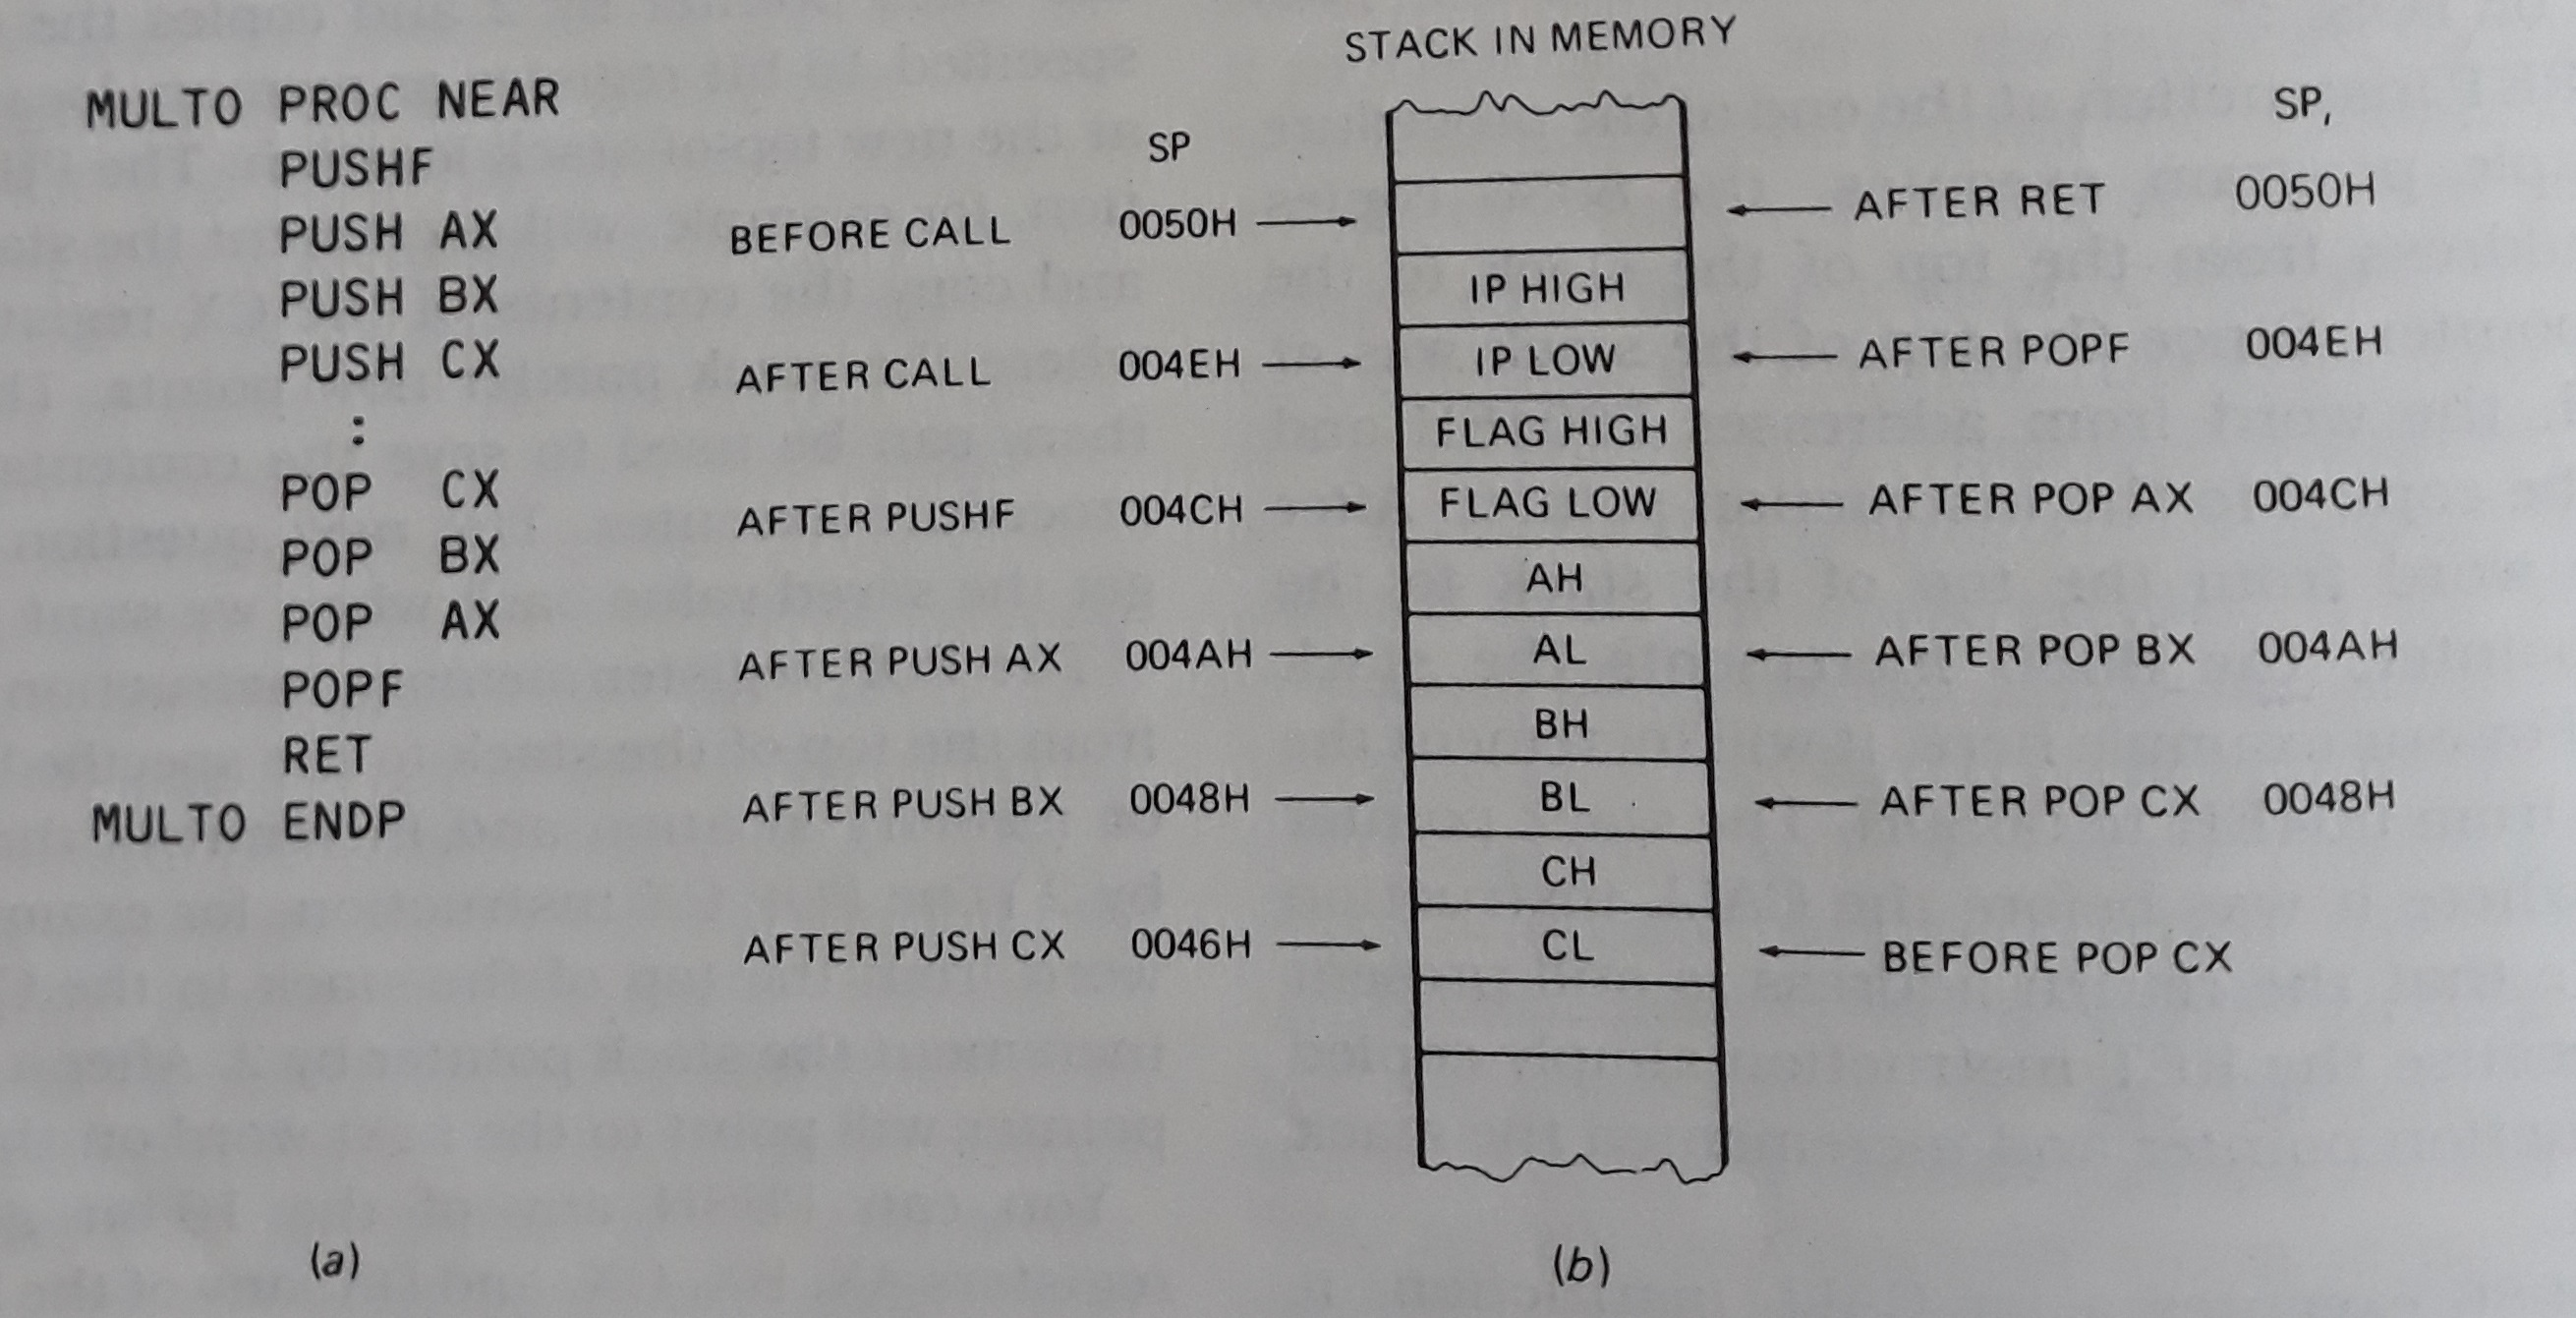 MULTO PROC NEAR
PUSHF
PUSH AX
PUSH BX
PUSH CX
:
POP CX
POP BX
POP AX
POPF
RET
MULTO ENDP
(a)
STACK IN MEMORY
SP
SP,
BEFORE CALL 0050H
AFTER RET 0050H
IP HIGH
AFTER CALL 004EH
IP LOW
AFTER POPF 004EH
FLAG HIGH
AFTER PUSHF 004CH
FLAG LOW
AFTER POP AX 004CH
AH
AFTER PUSH AX 004AH
AL
AFTER POP BX 004AH
BH
AFTER PUSH BX 0048H
BL
AFTER POP CX 0048H
CH
AFTER PUSH CX 0046H
CL
BEFORE POP CX
(b)